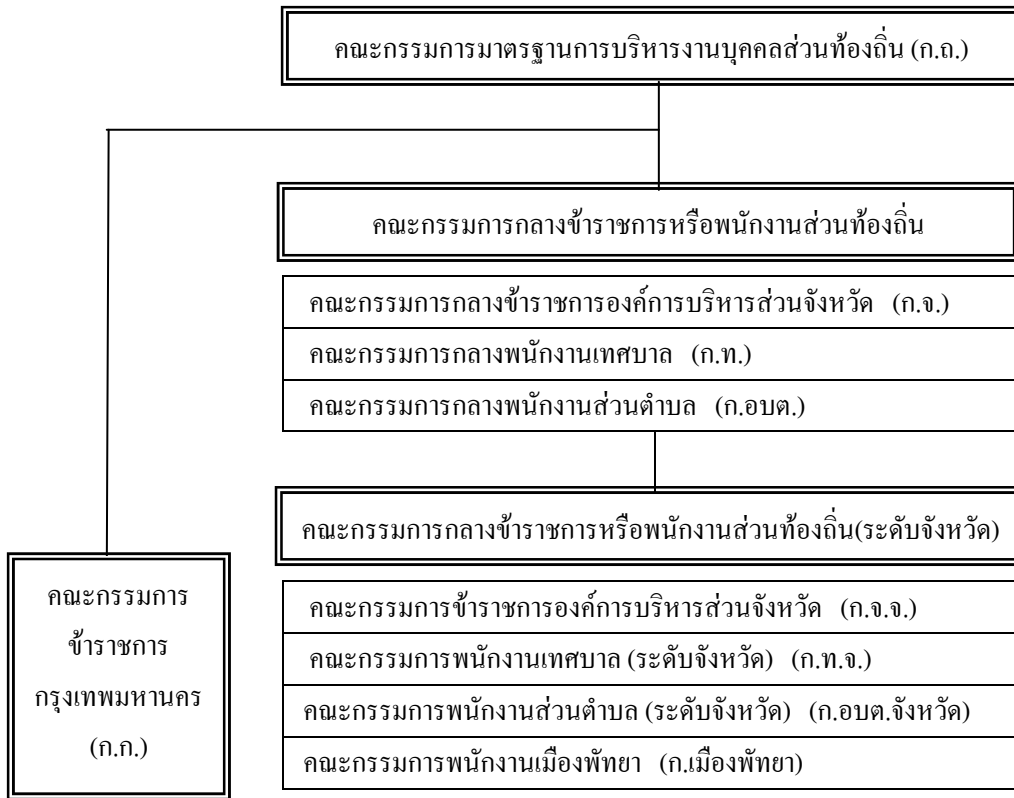 คณะกรรมการมาตรฐานการบริหารงานบุคคลส่วนท้องถิ่น (ก.ถ.)
คณะกรรมการกลางข้าราชการหรือพนักงานส่วนท้องถิ่น
คณะกรรมการกลางข้าราชการองค์การบริหารส่วนจังหวัด (ก.จ.)
คณะกรรมการกลางพนักงานเทศบาล (ก.ท.)
คณะกรรมการกลางพนักงานส่วนตำบล (ก.อบต.)
คณะกรรมการกลางข้าราชการหรือพนักงานส่วนท้องถิ่น(ระดับจังหวัด)
คณะกรรมการข้าราชการองค์การบริหารส่วนจังหวัด (ก.จ.จ.)
คณะกรรมการพนักงานเทศบาล (ระดับจังหวัด) (ก.ท.จ.)
คณะกรรมการพนักงานส่วนตำบล (ระดับจังหวัด) (ก.อบต.จังหวัด)
คณะกรรมการพนักงานเมืองพัทยา (ก.เมืองพัทยา)
คณะกรรมการ
ข้าราชการ
กรุงเทพมหานคร
(ก.ก.)